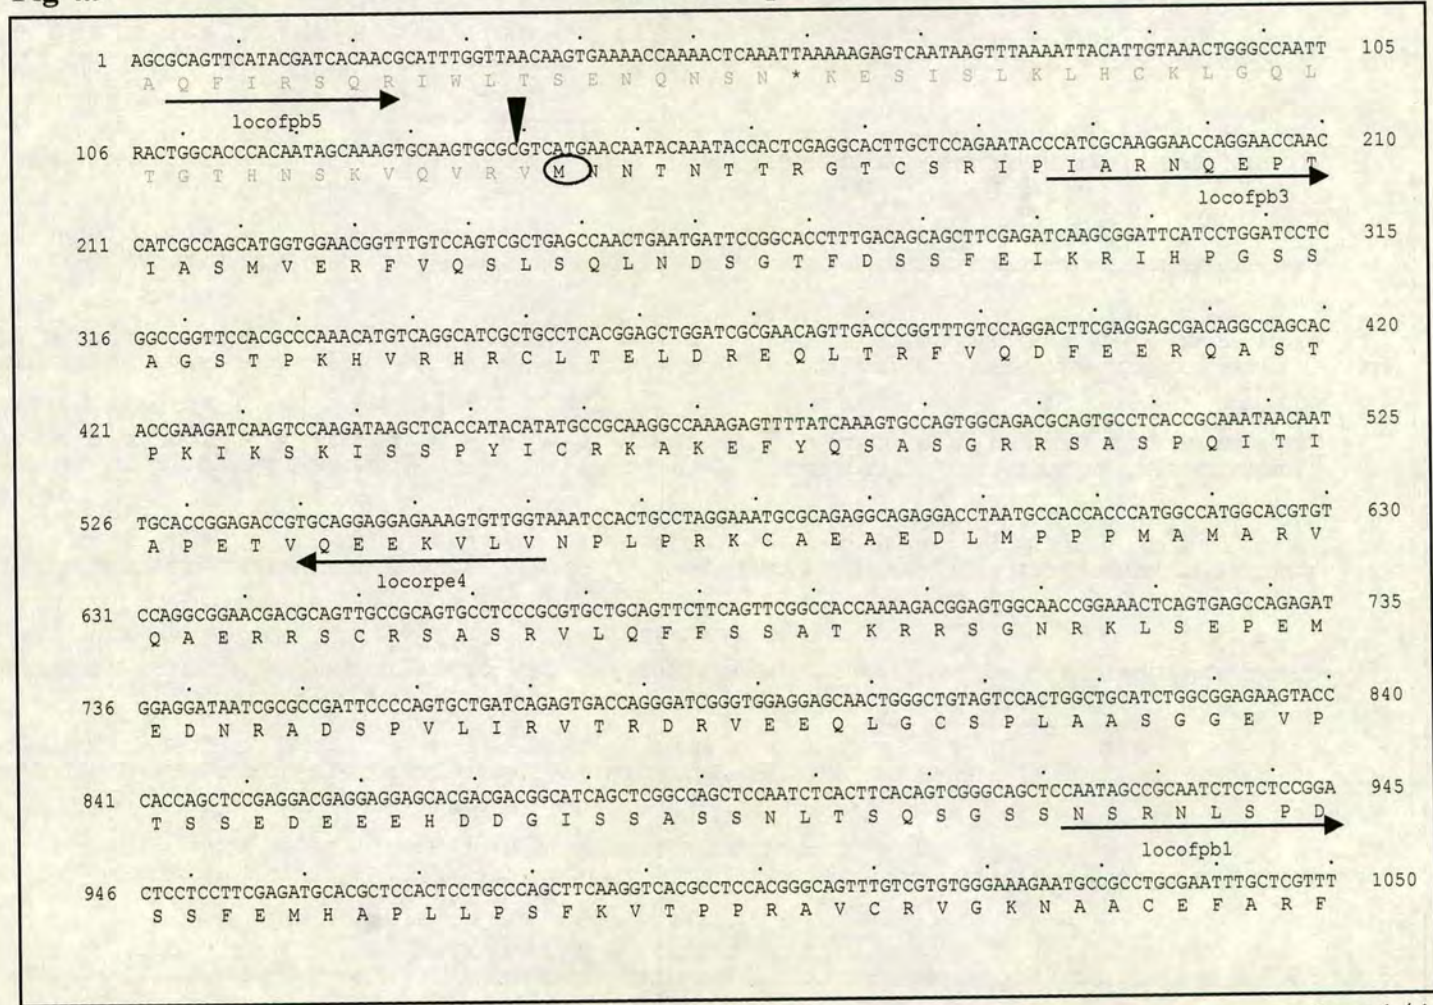 1 AGCGCAGTTCATACGATCACAACGCATTTGGTTAACAAGTGAAAACCAAAACTCAAATTAAAAAGAGTCAATAAGTTTAAAATTACATTGTAAACTGGGCCAATT 105
A Q F I R S Q R I W L T S E N Q N S N * K E S I S L K L H C K L G Q L
locofpb5
106 RACTGGCACCCACAATAGCAAAGTGCAAGTGCGCGTCATGAACAATACAAATACCACTCGAGGCACTTGCTCCAGAATACCCATCGCAAGGAACCAGGAACCAAC 210
T G T H N S K V Q V R V M N N T N T T R G T C S R I P I A R N Q E P T
locofpb3
211 CATCGCCAGCATGGTGGAACGGTTTGTCCAGTCGCTGAGCCAACTGAATGATTCCGGCACCTTTGACAGCAGCTTCGAGATCAAGCGGATTCATCCTGGATCCTC 315
I A S M V E R F V Q S L S Q L N D S G T F D S S F E I K R I H P G S S
316 GGCCGGTTCCACGCCCAAACATGTCAGGCATCGCTGCCTCACGGAGCTGGATCGCGAACAGTTGACCCGGTTTGTCCAGGACTTCGAGGAGCGACAGGCCAGCAC 420
A G S T P K H V R H R C L T E L D R E Q L T R F V Q D F E E R Q A S T
421 ACCGAAGATCAAGTCCAAGATAAGCTCACCATACATATGCCGCAAGGCCAAAGAGTTTTATCAAAGTGCCAGTGGCAGACGCAGTGCCTCACCGCAAATAACAAT 525
P K I K S K I S S P Y I C R K A K E F Y Q S A S G R R S A S P Q I T I
526 TGCACCGGAGACCGTGCAGGAGGAGAAAGTGTTGGTAAATCCACTGCCTAGGAAATGCGCAGAGGCAGAGGACCTAATGCCACCACCCATGGCCATGGCACGTGT 630
A P E T V Q E E K V L V N P L P R K C A E A E D L M P P P M A M A R V
locorpe4
631 CCAGGCGGAACGACGCAGTTGCCGCAGTGCCTCCCGCGTGCTGCAGTTCTTCAGTTCGGCCACCAAAAGACGGAGTGGCAACCGGAAACTCAGTGAGCCAGAGAT 735
Q A E R R S C R S A S R V L Q F F S S A T K R R S G N R K L S E P E M
736 GGAGGATAATCGCGCCGATTCCCCAGTGCTGATCAGAGTGACCAGGGATCGGGTGGAGGAGCAACTGGGCTGTAGTCCACTGGCTGCATCTGGCGGAGAAGTACC 840
E D N R A D S P V L I R V T R D R V E E Q L G C S P L A A S G G E V P
841 CACCAGCTCCGAGGACGAGGAGGAGCACGACGACGGCATCAGCTCGGCCAGCTCCAATCTCACTTCACAGTCGGGCAGCTCCAATAGCCGCAATCTCTCTCCGGA 945
T S S E D E E E H D D G I S S A S S N L T S Q S G S S N S R N L S P D
locofpb1
946 CTCCTCCTTCGAGATGCACGCTCCACTCCTGCCCAGCTTCAAGGTCACGCCTCCACGGGCAGTTTGTCGTGTGGGAAAGAATGCCGCCTGCGAATTTGCTCGTTT 1050
S S F E M H A P L L P S F K V T P P R A V C R V G K N A A C E F A R F